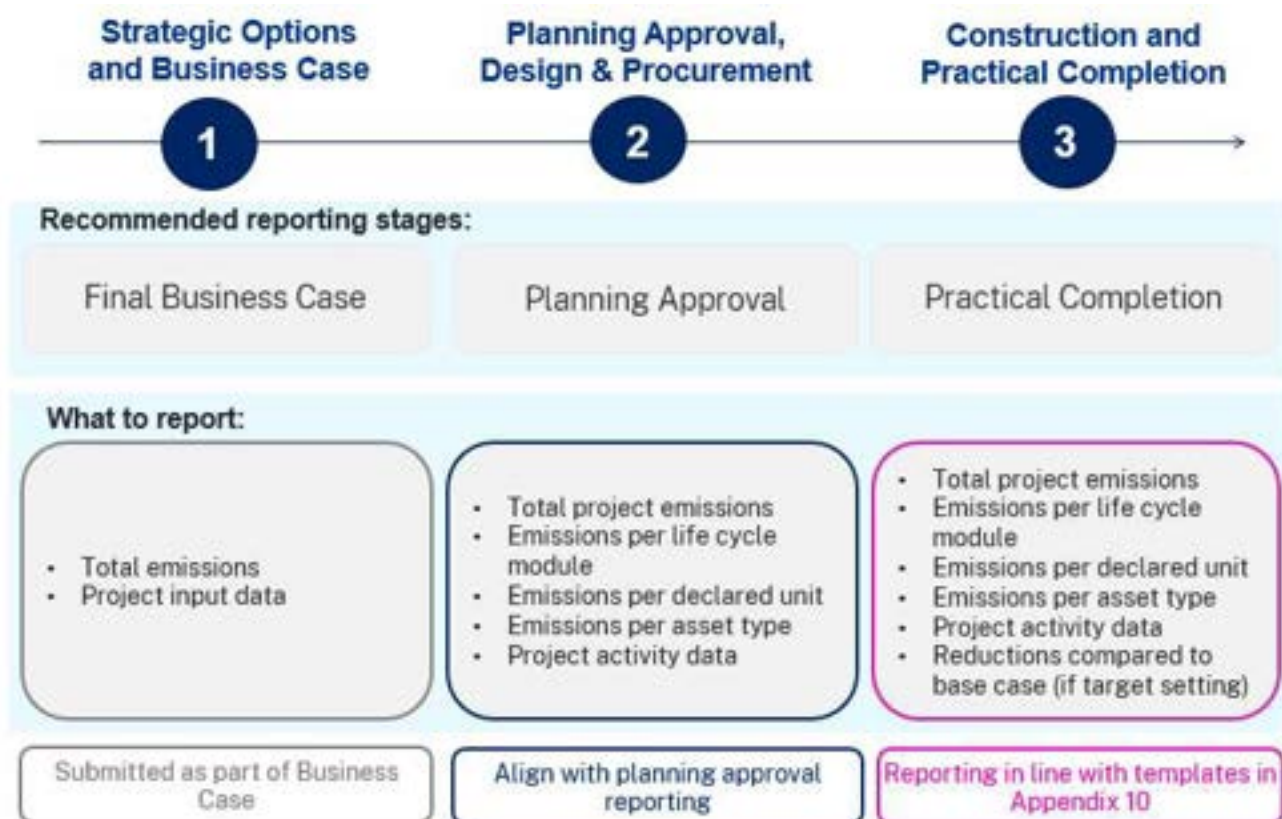 Strategic Options
and Business Case
Planning Approval,
Design & Procurement
Construction and
Practical Completion
1
2
3
Recommended reporting stages:
Final Business Case
Planning Approval
Practical Completion
What to report:
• Total emissions
• Project input data
• Total project emissions
• Emissions per life cycle
module
• Emissions per declared unit
• Emissions per asset type
• Project activity data
• Total project emissions
• Emissions per life cycle
module
• Emissions per declared unit
• Emissions per asset type
• Project activity data
• Reductions compared to
base case (if target setting)
Submitted as part of Business
Case
Align with planning approval
reporting
Reporting in line with templates in
Appendix 10